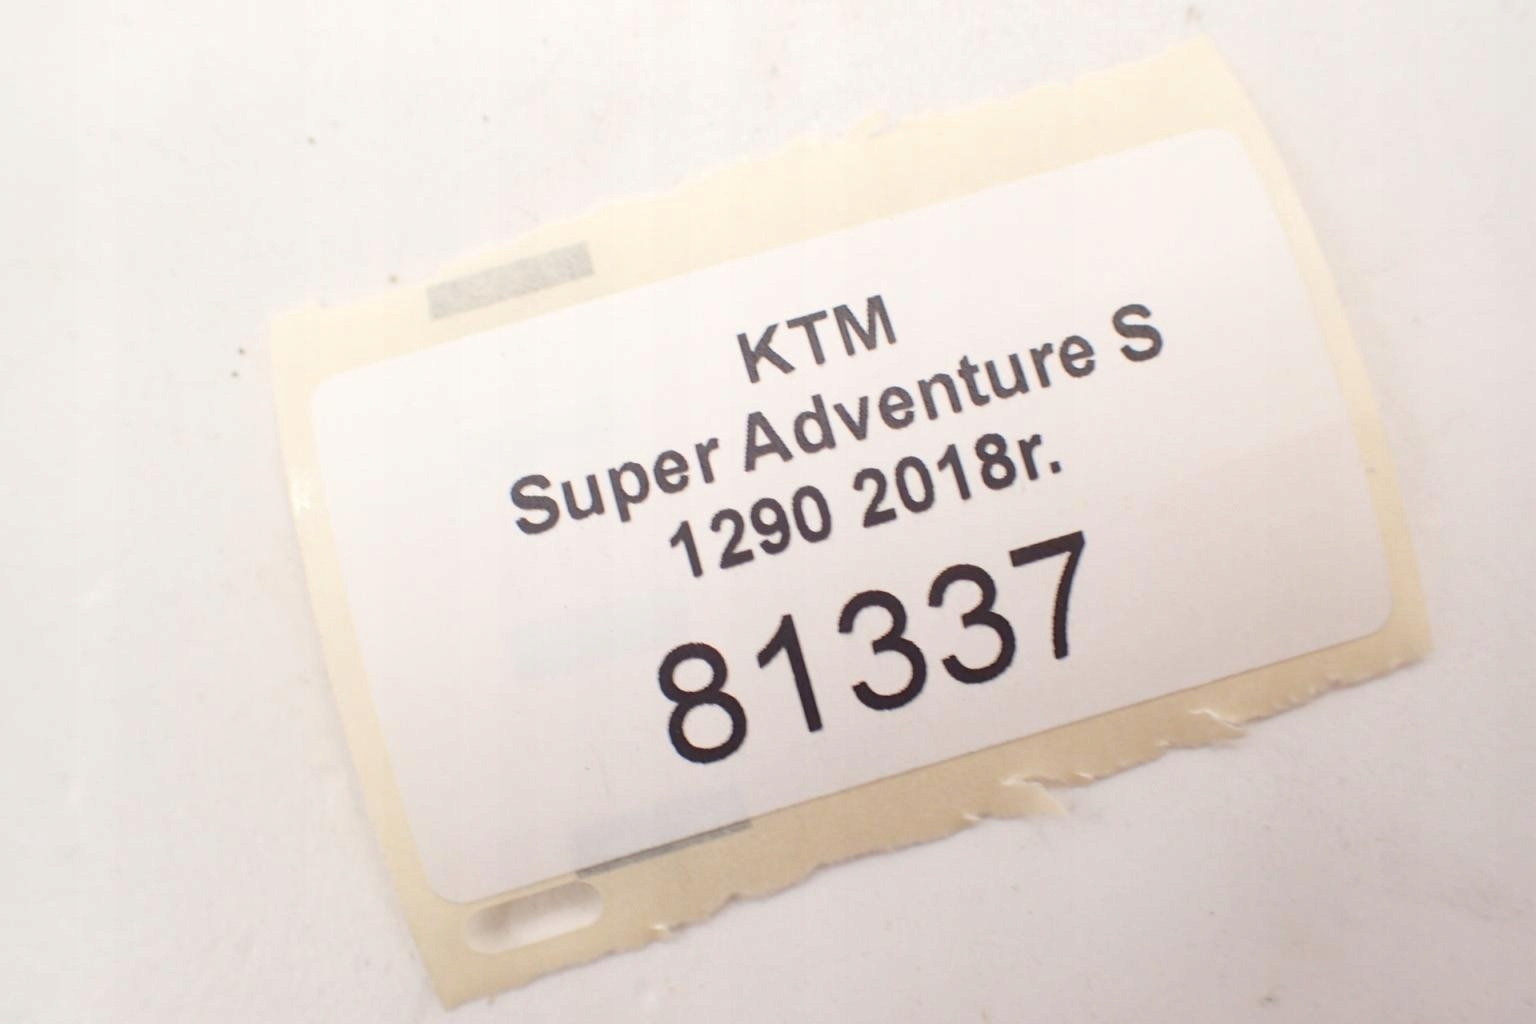 KTM
Super Adventure S
1290 2018r.
81337